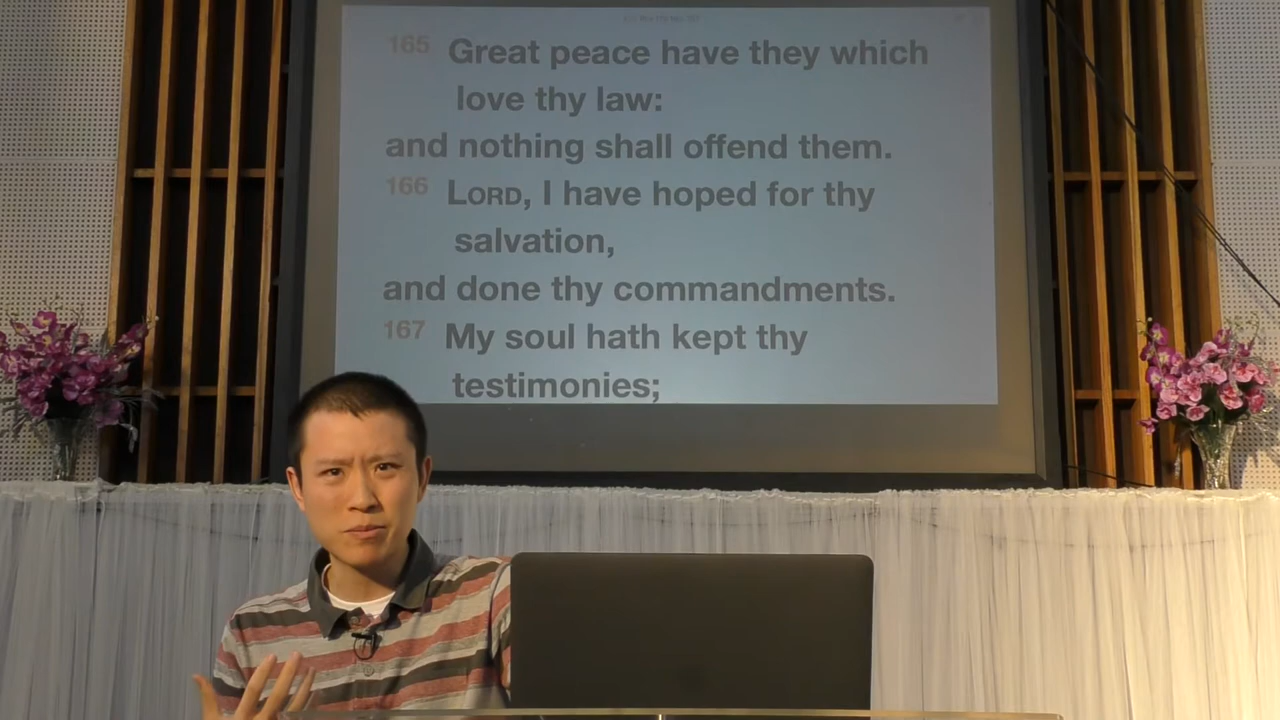 165 Great peace have they which
love thy law:
and nothing shall offend them.
166 LORD, I have hoped for thy
salvation,
and done thy commandments.
167 My soul hath kept thy
testimonies;